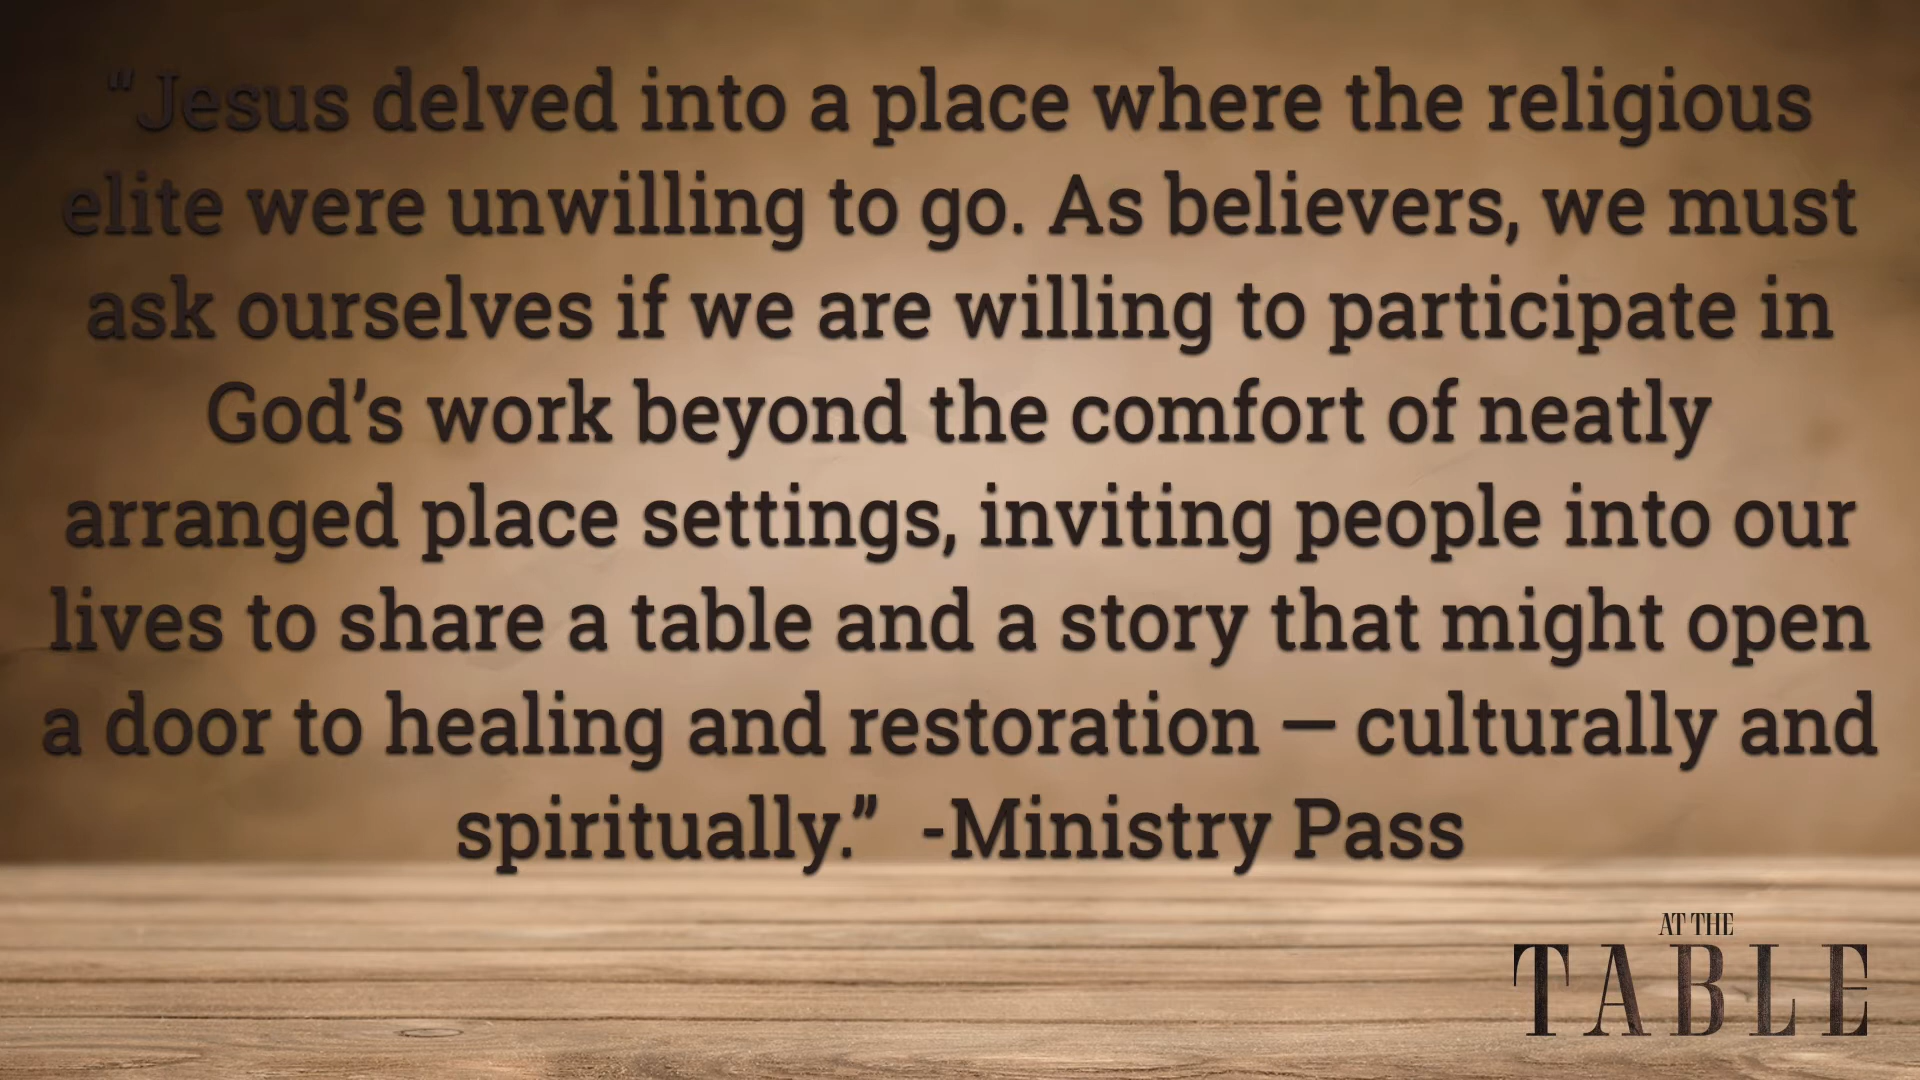 “Jesus delved into a place where the religious
elite were unwilling to go. As believers, we must
ask ourselves if we are willing to participate in
God’s work beyond the comfort of neatly
arranged place settings, inviting people into our
lives to share a table and a story that might open
a door to healing and restoration — culturally and
spiritually.”  -Ministry Pass
AT THE
TABLE